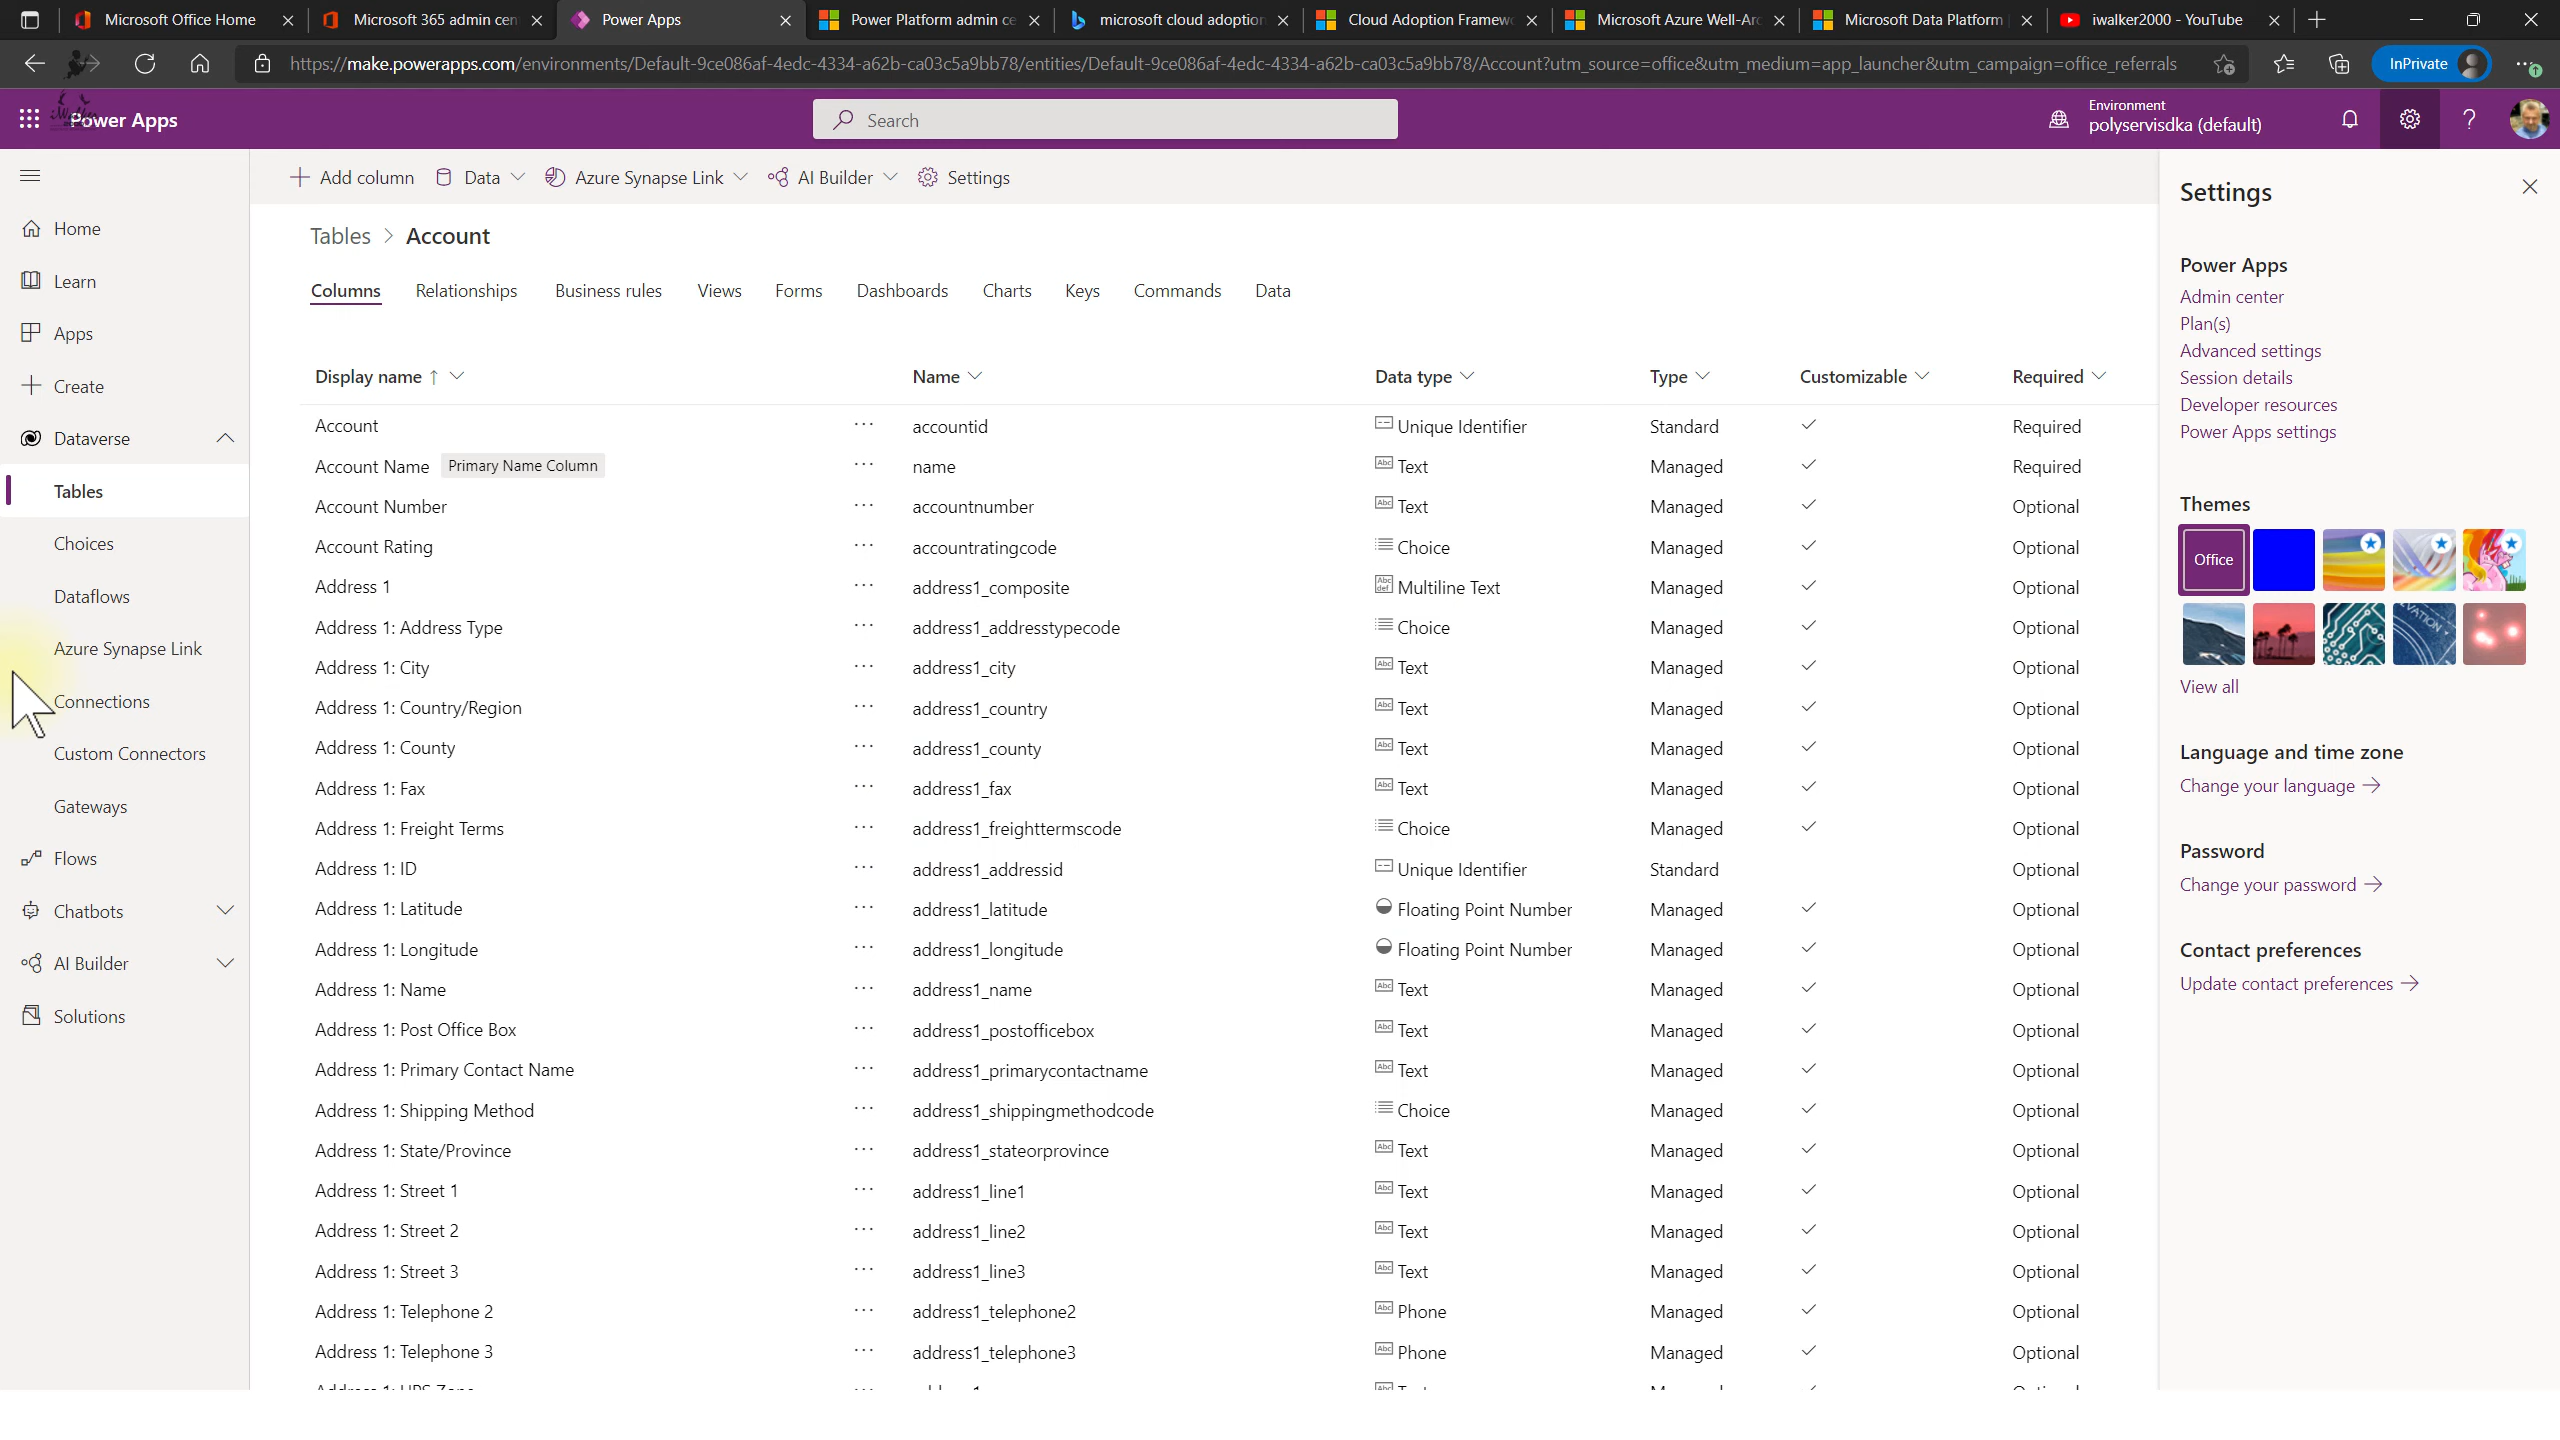 Microsoft Office Home
Microsoft 365 admin cen
Power Apps
Power Platform admin ce
microsoft cloud adoption
Cloud Adoption Framewo
Microsoft Azure Well-Arc
Microsoft Data Platform
iwalker2000 - YouTube
https://make.powerapps.com/environments/Default-9ce086af-4edc-4334-a62b-ca03c5a9bb78/entities/Default-9ce086af-4edc-4334-a62b-ca03c5a9bb78/Account?utm_source=office&utm_medium=app_launcher&utm_campaign=office_referrals
InPrivate
Power Apps
Search
Environment
polyservisdka (default)
Home
Learn
Apps
Create
Dataverse
Tables
Choices
Dataflows
Azure Synapse Link
Connections
Custom Connectors
Gateways
Flows
Chatbots
AI Builder
Solutions
Add column Data Azure Synapse Link AI Builder Settings
Tables > Account
Columns Relationships Business rules Views Forms Dashboards Charts Keys Commands Data
Display name ↑ Name Data type Type Customizable Required
Account accountid Unique Identifier Standard Required
Account Name Primary Name Column name Text Managed Required
Account Number accountnumber Text Managed Optional
Account Rating accountratingcode Choice Managed Optional
Address 1 address1_composite Multiline Text Managed Optional
Address 1: Address Type address1_addresstypecode Choice Managed Optional
Address 1: City address1_city Text Managed Optional
Address 1: Country/Region address1_country Text Managed Optional
Address 1: County address1_county Text Managed Optional
Address 1: Fax address1_fax Text Managed Optional
Address 1: Freight Terms address1_freighttermscode Choice Managed Optional
Address 1: ID address1_addressid Unique Identifier Standard Optional
Address 1: Latitude address1_latitude Floating Point Number Managed Optional
Address 1: Longitude address1_longitude Floating Point Number Managed Optional
Address 1: Name address1_name Text Managed Optional
Address 1: Post Office Box address1_postofficebox Text Managed Optional
Address 1: Primary Contact Name address1_primarycontactname Text Managed Optional
Address 1: Shipping Method address1_shippingmethodcode Choice Managed Optional
Address 1: State/Province address1_stateorprovince Text Managed Optional
Address 1: Street 1 address1_line1 Text Managed Optional
Address 1: Street 2 address1_line2 Text Managed Optional
Address 1: Street 3 address1_line3 Text Managed Optional
Address 1: Telephone 2 address1_telephone2 Phone Managed Optional
Address 1: Telephone 3 address1_telephone3 Phone Managed Optional
Settings
Power Apps
Admin center
Plan(s)
Advanced settings
Session details
Developer resources
Power Apps settings
Themes
Office
View all
Language and time zone
Change your language →
Password
Change your password →
Contact preferences
Update contact preferences →